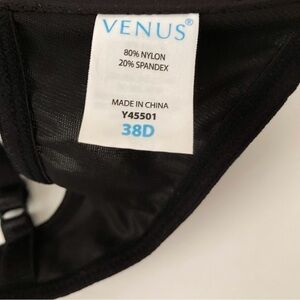 VENUS®
80% NYLON
20% SPANDEX
MADE IN CHINA
Y45501
38D